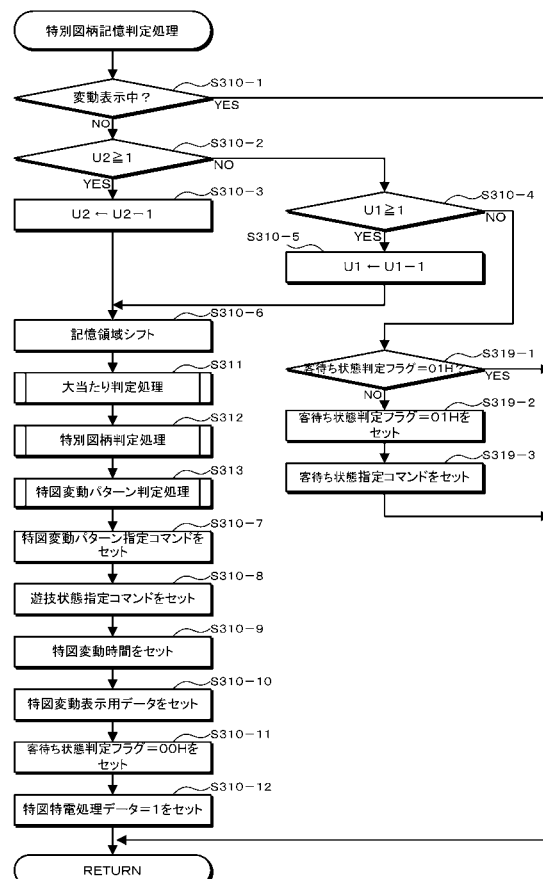 特別図柄記憶判定処理
S310-1
変動表示中?
YES
NO
S310-2
U2≧1
NO
YES
S310-3
U2 ← U2-1
S310-4
U1≧1
NO
YES
S310-5
U1 ← U1-1
S310-6
記憶領域シフト
S311
大当たり判定処理
S312
特別図柄判定処理
S313
特図変動パターン判定処理
S310-7
特図変動パターン指定コマンドを
セット
S310-8
遊技状態指定コマンドをセット
S310-9
特図変動時間をセット
S310-10
特図変動表示用データをセット
S310-11
客待ち状態判定フラグ=00Hを
セット
S310-12
特図特電処理データ=1をセット
RETURN
S319-1
客待ち状態判定フラグ=01H?
YES
NO
S319-2
客待ち状態判定フラグ=01Hを
セット
S319-3
客待ち状態指定コマンドをセット